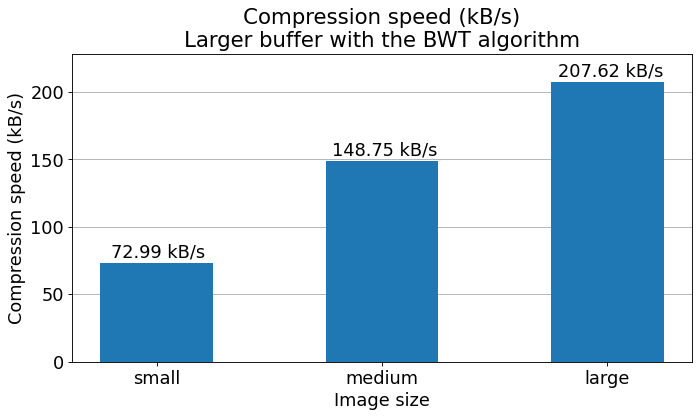 Compression speed (kB/s)
Larger buffer with the BWT algorithm
Compression speed (kB/s)
200
150
100
50
0
72.99 kB/s
148.75 kB/s
207.62 kB/s
small
medium
large
Image size